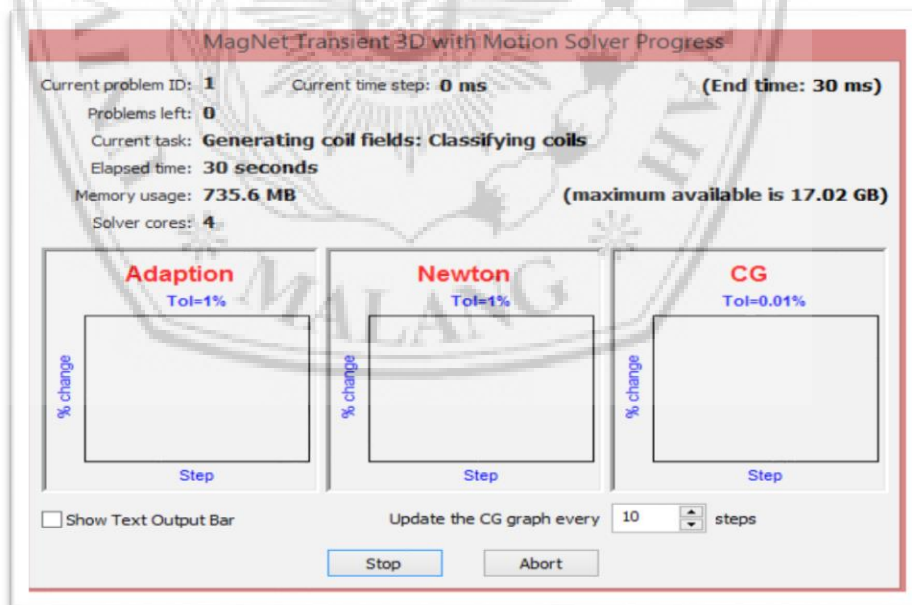 MagNet Transient 3D with Motion Solver Progress
Current problem ID: 1 Current time step: 0 ms (End time: 30 ms)
Problems left: 0
Current task: Generating coil fields: Classifying coils
Elapsed time: 30 seconds
Memory usage: 735.6 MB (maximum available is 17.02 GB)
Solver cores: 4
Adaption
Tol=1%
% change
Step
Newton
Tol=1%
% change
Step
CG
Tol=0.01%
% change
Step
Show Text Output Bar Update the CG graph every 10 steps
Stop Abort
MALANG